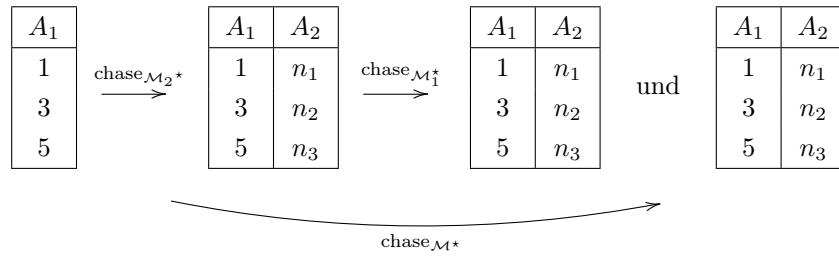 A₁ A₁ A₂ A₁ A₂ A₁ A₂
1 chase_{ℳ₂⋆} 1 n₁ chase_{ℳ₁⋆} 1 n₁ 1 n₁
3 3 n₂ 3 n₂ und 3 n₂
5 5 n₃ 5 n₃ 5 n₃
chase_{ℳ⋆}